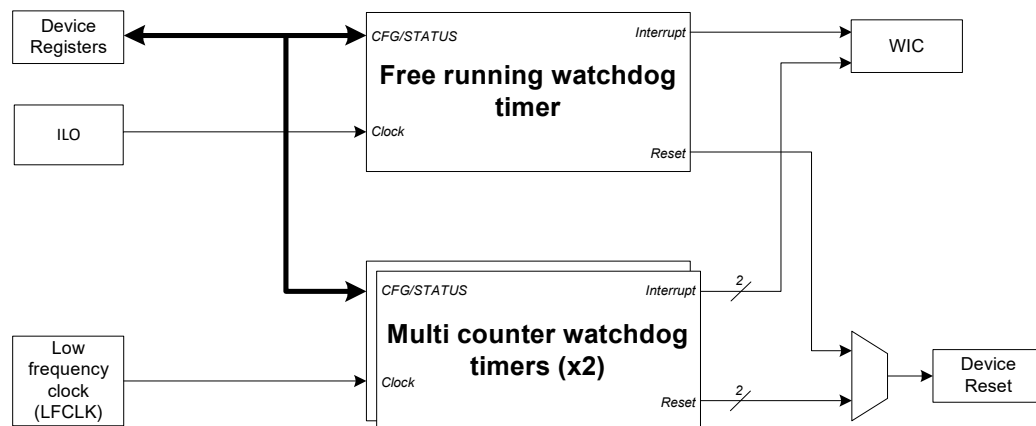 Device
Registers
CFG/STATUS
Interrupt
WIC
Free running watchdog
timer
ILO
Clock
Reset
CFG/STATUS
2
Interrupt
Multi counter watchdog
timers (x2)
Low
frequency
clock
(LFCLK)
Clock
2
Reset
Device
Reset